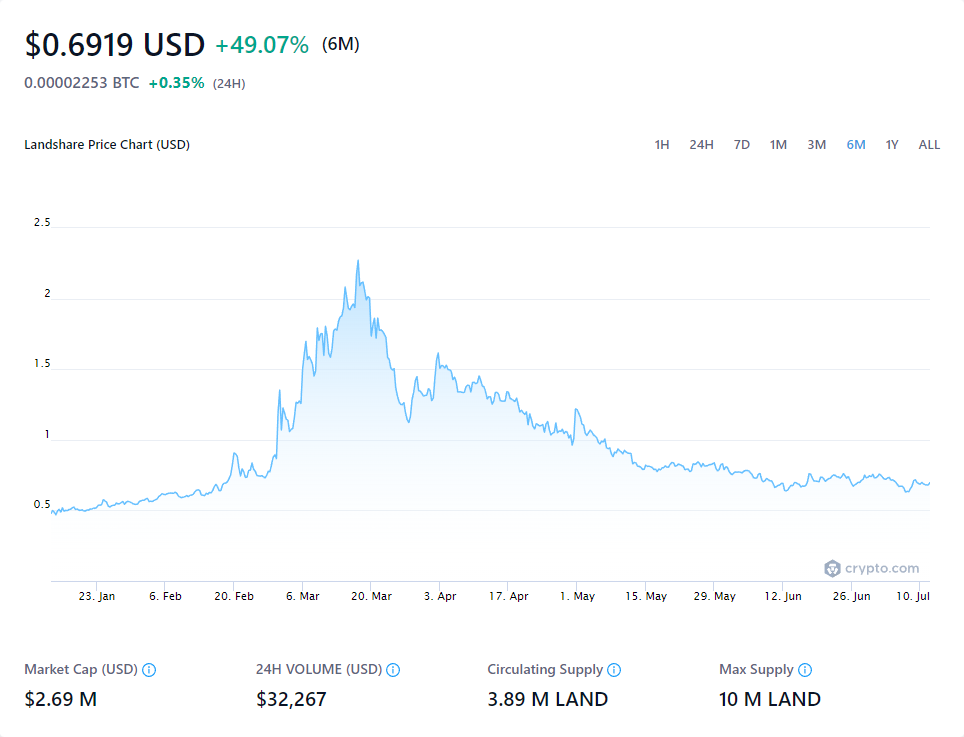 $0.6919 USD +49.07% (6M)
0.00002253 BTC +0.35% (24H)
Landshare Price Chart (USD) 1H 24H 7D 1M 3M 6M 1Y ALL
2.5
2
1.5
1
0.5
crypto.com
23. Jan 6. Feb 20. Feb 6. Mar 20. Mar 3. Apr 17. Apr 1. May 15. May 29. May 12. Jun 26. Jun 10. Jul
Market Cap (USD) 24H VOLUME (USD) Circulating Supply Max Supply
$2.69 M $32,267 3.89 M LAND 10 M LAND